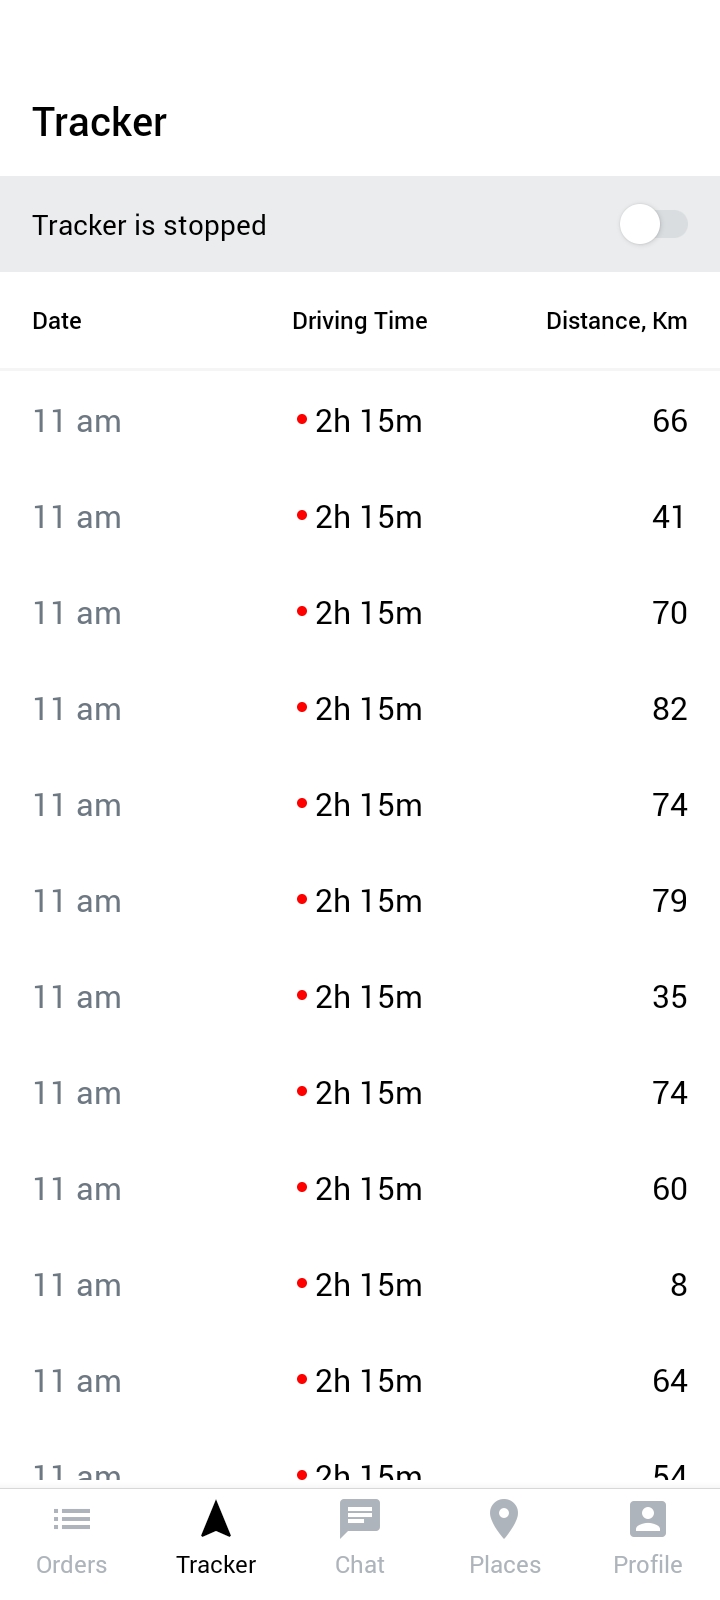 Tracker
Tracker is stopped
Date Driving Time Distance, Km
11 am 2h 15m 66
11 am 2h 15m 41
11 am 2h 15m 70
11 am 2h 15m 82
11 am 2h 15m 74
11 am 2h 15m 79
11 am 2h 15m 35
11 am 2h 15m 74
11 am 2h 15m 60
11 am 2h 15m 8
11 am 2h 15m 64
11 am 2h 15m 54
Orders Tracker Chat Places Profile